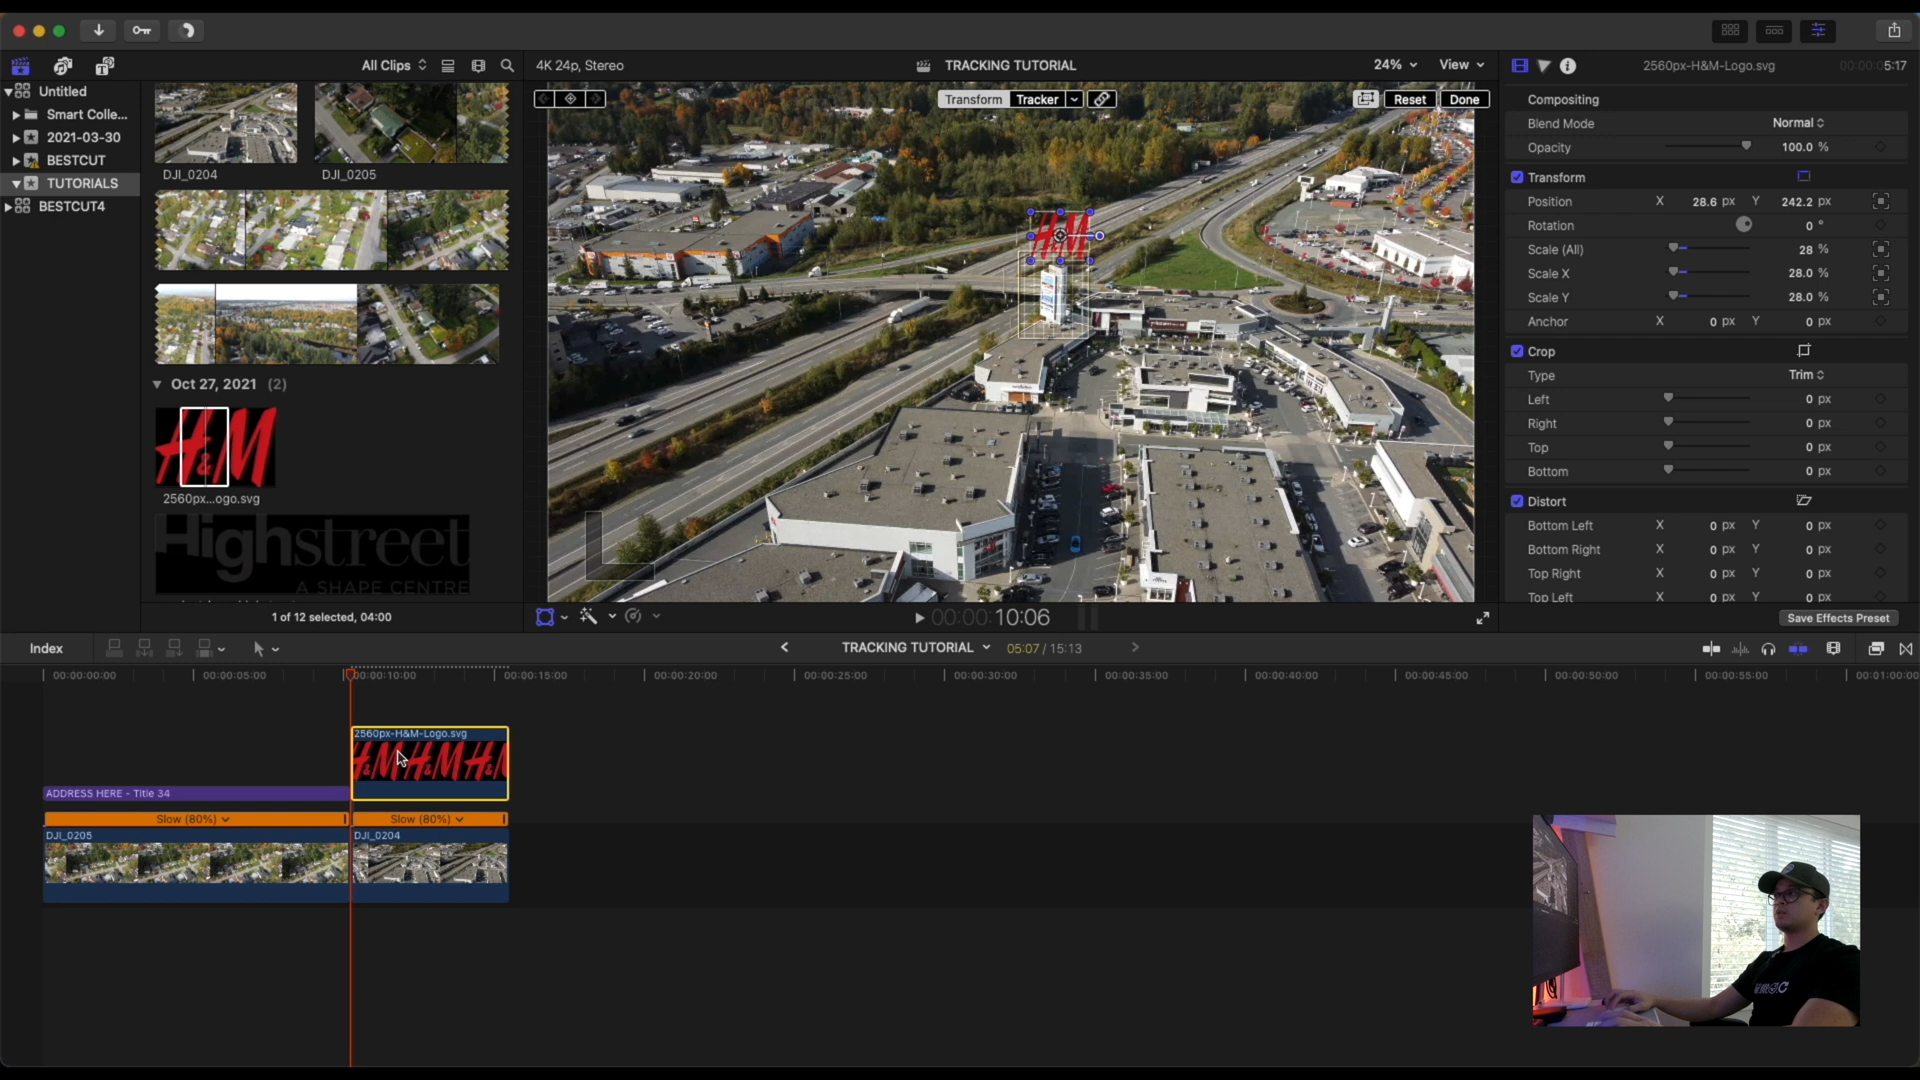 All Clips
4K 24p, Stereo
TRACKING TUTORIAL
24%
View
2560px-H&M-Logo.svg
00:00:05:17
Untitled
Smart Colle...
2021-03-30
BESTCUT
TUTORIALS
BESTCUT4
DJI_0204
DJI_0205
Oct 27, 2021 (2)
H&M
2560px...ogo.svg
Highstreet
A SHAPE CENTRE
1 of 12 selected, 04:00
Transform
Tracker
Reset
Done
H&M
00:00:10:06
Compositing
Blend Mode Normal
Opacity 100.0 %
Transform
Position X 28.6 px Y 242.2 px
Rotation 0 °
Scale (All) 28 %
Scale X 28.0 %
Scale Y 28.0 %
Anchor X 0 px Y 0 px
Crop
Type Trim
Left 0 px
Right 0 px
Top 0 px
Bottom 0 px
Distort
Bottom Left X 0 px Y 0 px
Bottom Right X 0 px Y 0 px
Top Right X 0 px Y 0 px
Top Left X 0 px Y 0 px
Save Effects Preset
Index
TRACKING TUTORIAL
05:07 / 15:13
00:00:00:00 00:00:05:00 00:00:10:00 00:00:15:00 00:00:20:00 00:00:25:00 00:00:30:00 00:00:35:00 00:00:40:00 00:00:45:00 00:00:50:00 00:00:55:00 00:01:00:00
2560px-H&M-Logo.svg
H&M H&M H&M
ADDRESS HERE - Title 34
Slow (80%)
Slow (80%)
DJI_0205
DJI_0204